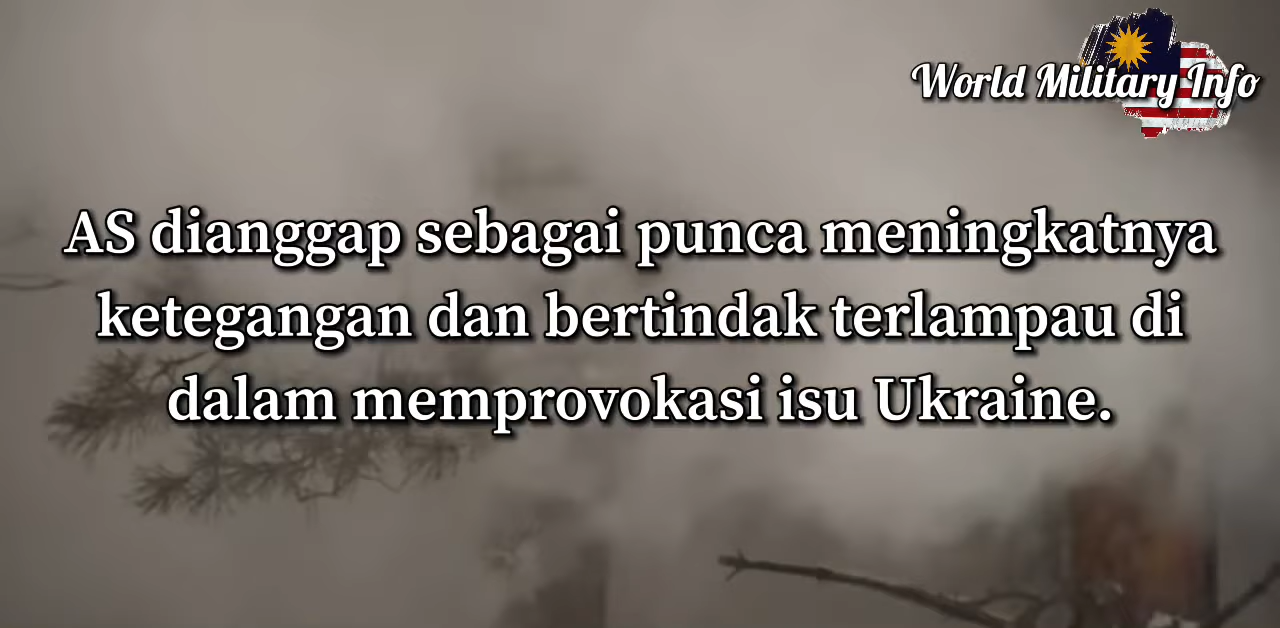 World Military Info
AS dianggap sebagai punca meningkatnya
ketegangan dan bertindak terlampau di
dalam memprovokasi isu Ukraine.